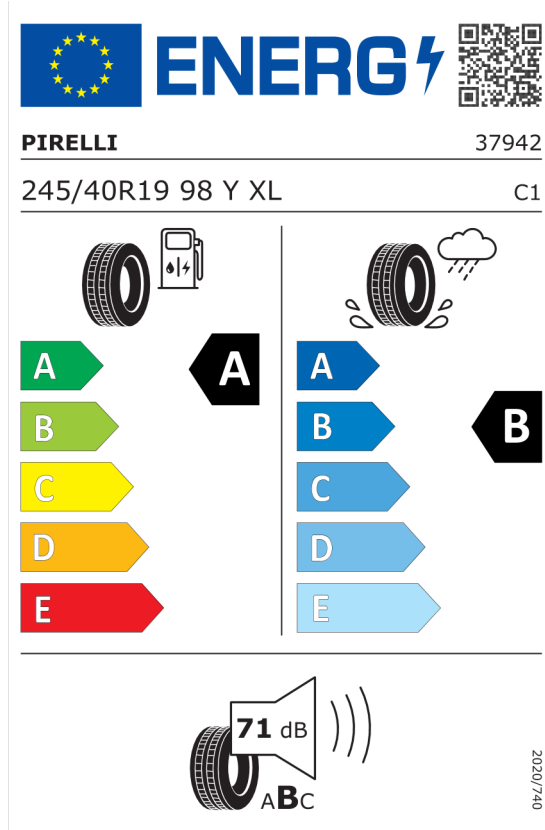 ENERG
PIRELLI 37942
245/40R19 98 Y XL C1
A A A
B B B
C C
D D
E E
71 dB
ABC
2020/740